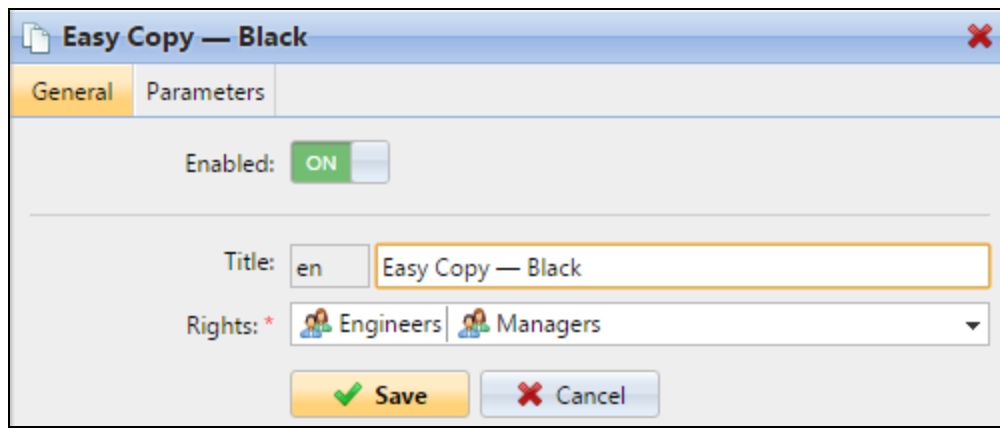 Easy Copy — Black
General Parameters
Enabled: ON
Title: en Easy Copy — Black
Rights: * Engineers Managers
Save Cancel